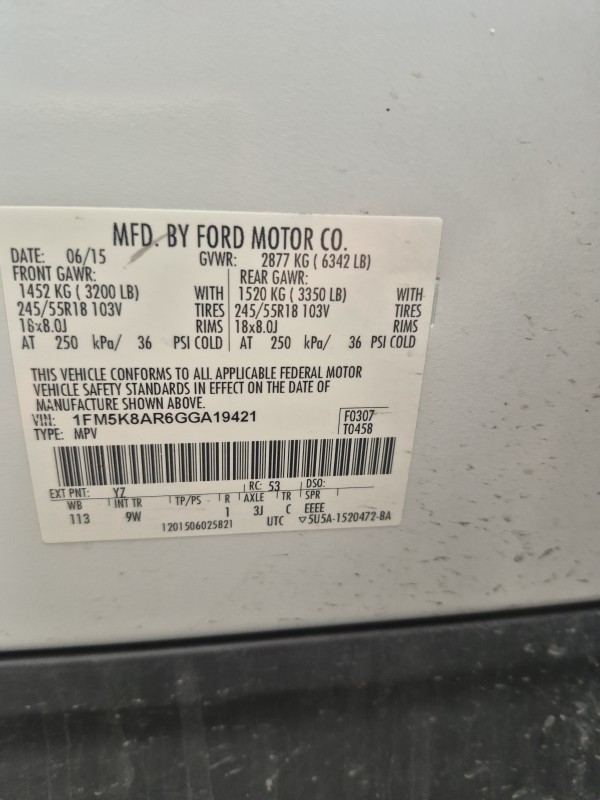 MFD. BY FORD MOTOR CO.
DATE: 06/15 GVWR: 2877 KG ( 6342 LB)
FRONT GAWR: REAR GAWR:
1452 KG ( 3200 LB) WITH 1520 KG ( 3350 LB) WITH
245/55R18 103V TIRES 245/55R18 103V TIRES
18x8.0J RIMS 18x8.0J RIMS
AT 250 kPa/ 36 PSI COLD AT 250 kPa/ 36 PSI COLD
THIS VEHICLE CONFORMS TO ALL APPLICABLE FEDERAL MOTOR
VEHICLE SAFETY STANDARDS IN EFFECT ON THE DATE OF
MANUFACTURE SHOWN ABOVE.
VIN: 1FM5K8AR6GGA19421 F0307
TYPE: MPV T0458
EXT PNT: YZ RC: 53 DSO:
WB INT TR TP/PS R AXLE TR SPR
113 9W 1 3J C EEEE
1201506025821 UTC ▽5U5A-1520472-BA